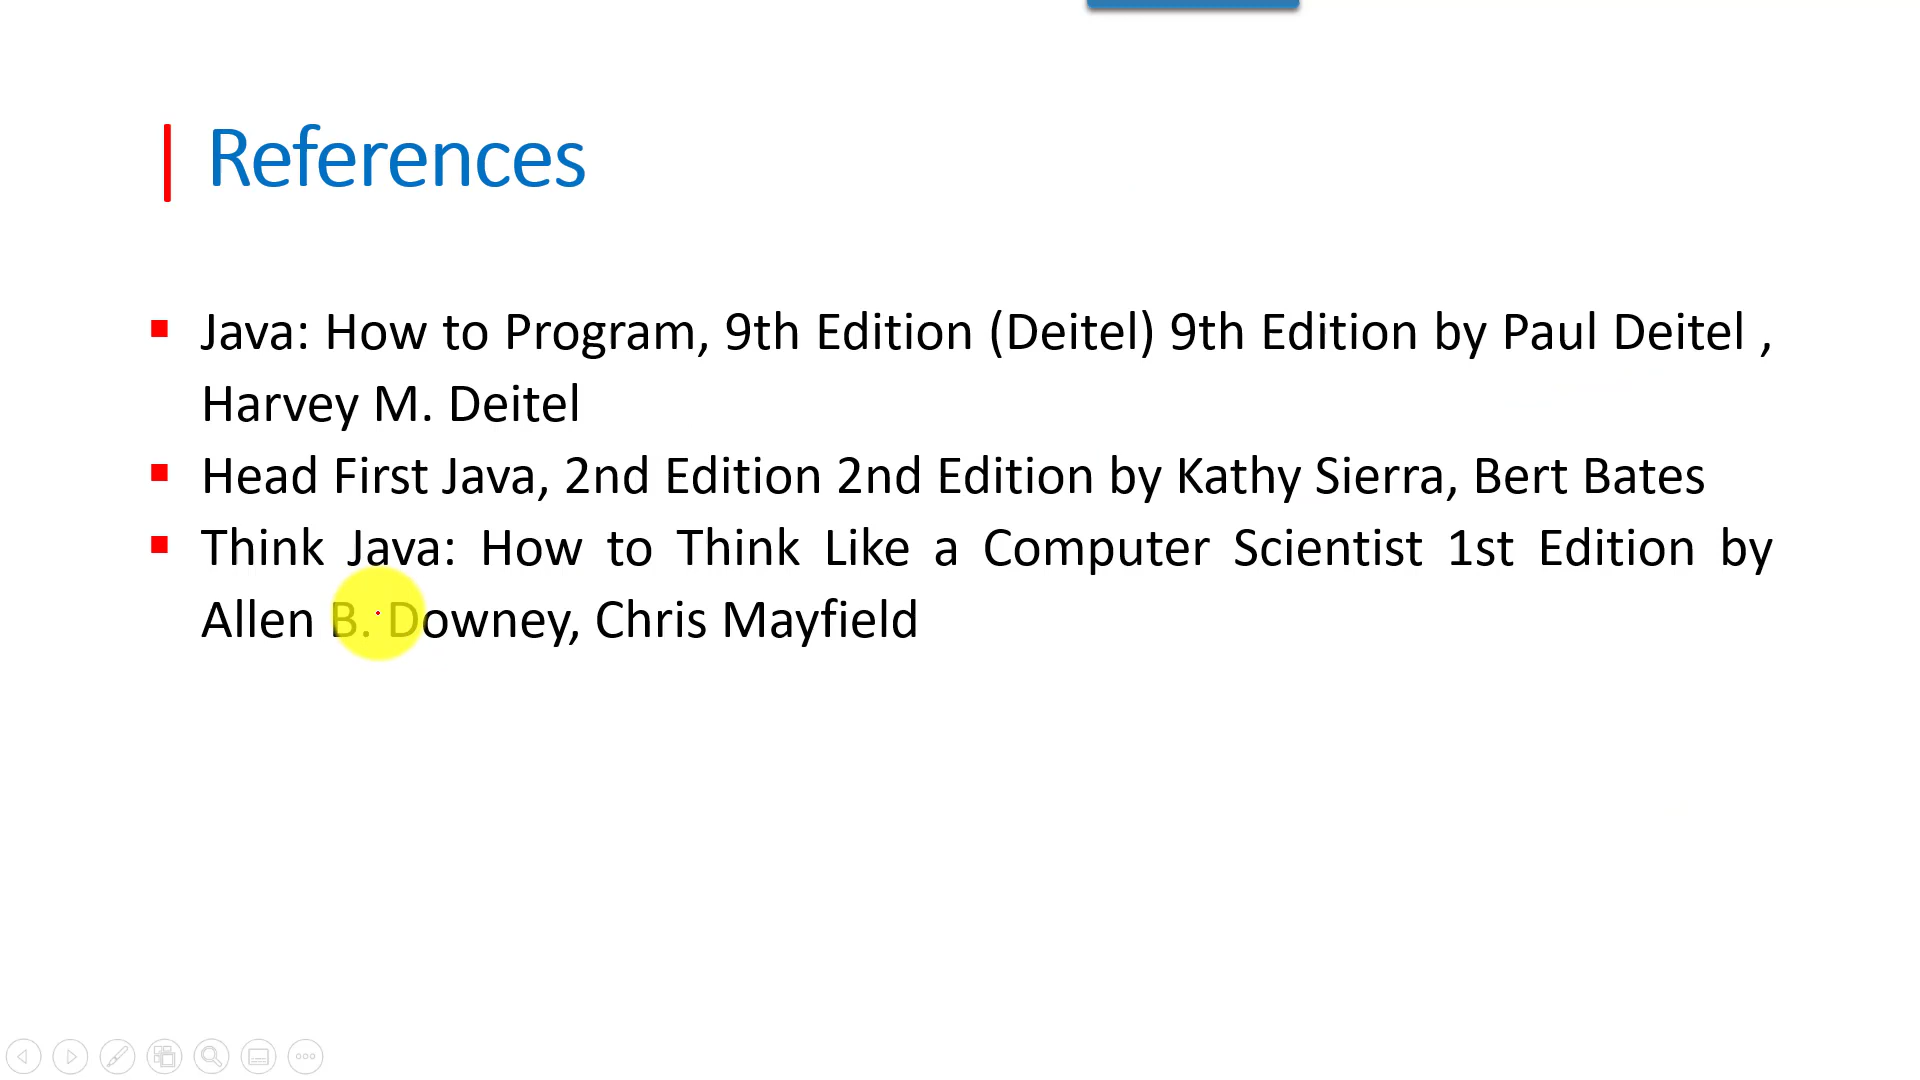 References
Java: How to Program, 9th Edition (Deitel) 9th Edition by Paul Deitel ,
Harvey M. Deitel
Head First Java, 2nd Edition 2nd Edition by Kathy Sierra, Bert Bates
Think Java: How to Think Like a Computer Scientist 1st Edition by
Allen B. Downey, Chris Mayfield